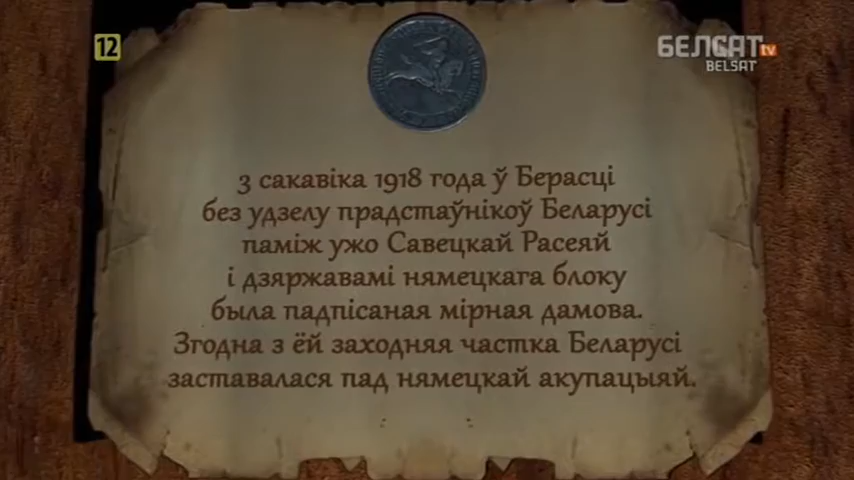 12
БЕЛСАТ tv
BELSAT
3 сакавіка 1918 года ў Берасці
без удзелу прадстаўнікоў Беларусі
паміж ужо Савецкай Расеяй
і дзяржавамі нямецкага блоку
была падпісаная мірная дамова.
Згодна з ёй заходняя частка Беларусі
заставалася пад нямецкай акупацыяй.